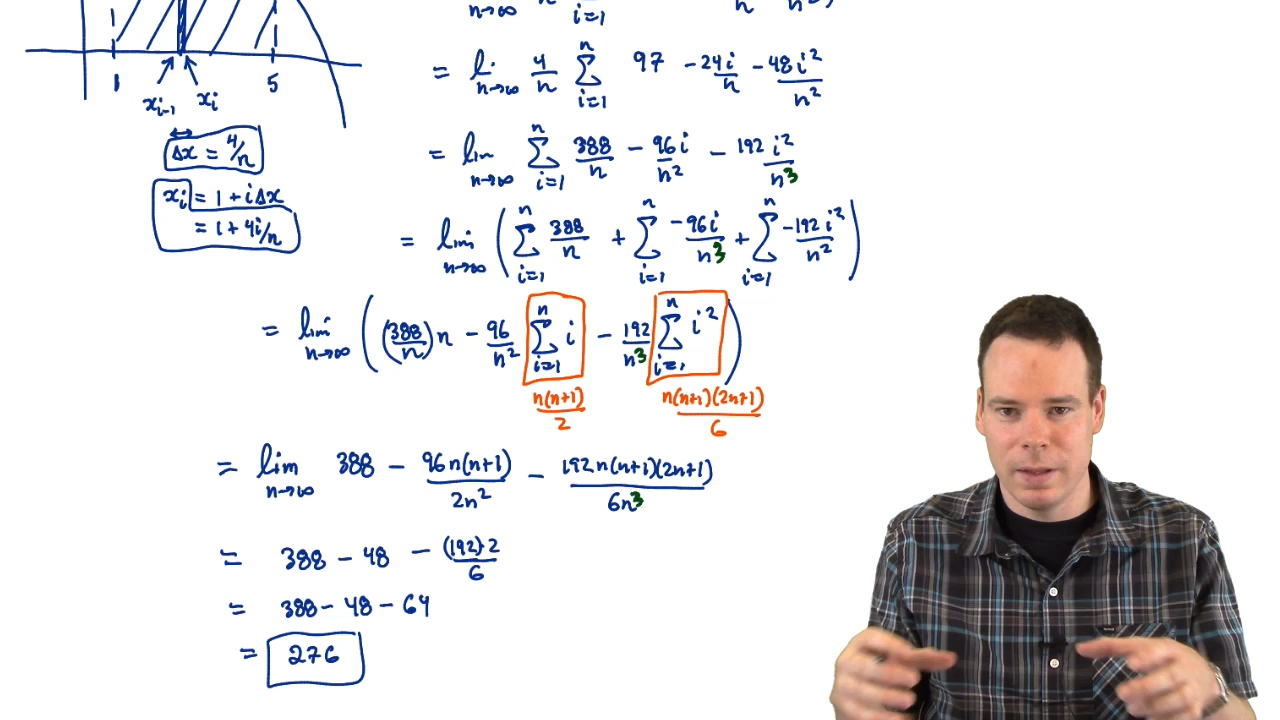 lim n→∞ n i=1 n n²
= lim n→∞ 4/n ∑ i=1 n 97 - 24i/n - 48i²/n²
1 5
xᵢ₋₁ xᵢ
Δx = 4/n
= lim n→∞ ∑ i=1 n 388/n - 96i/n² - 192i²/n³
xᵢ = 1 + iΔx
= 1 + 4i/n
= lim n→∞ ( ∑ i=1 n 388/n + ∑ i=1 n -96i/n³ + ∑ i=1 n -192i²/n² )
= lim n→∞ ( (388/n)n - 96/n² ∑ i=1 n i - 192/n³ ∑ i=1 n i² )
n(n+1)/2 n(n+1)(2n+1)/6
= lim n→∞ 388 - 96n(n+1)/2n² - 192n(n+1)(2n+1)/6n³
= 388 - 48 - (192)·2/6
= 388 - 48 - 64
= 276